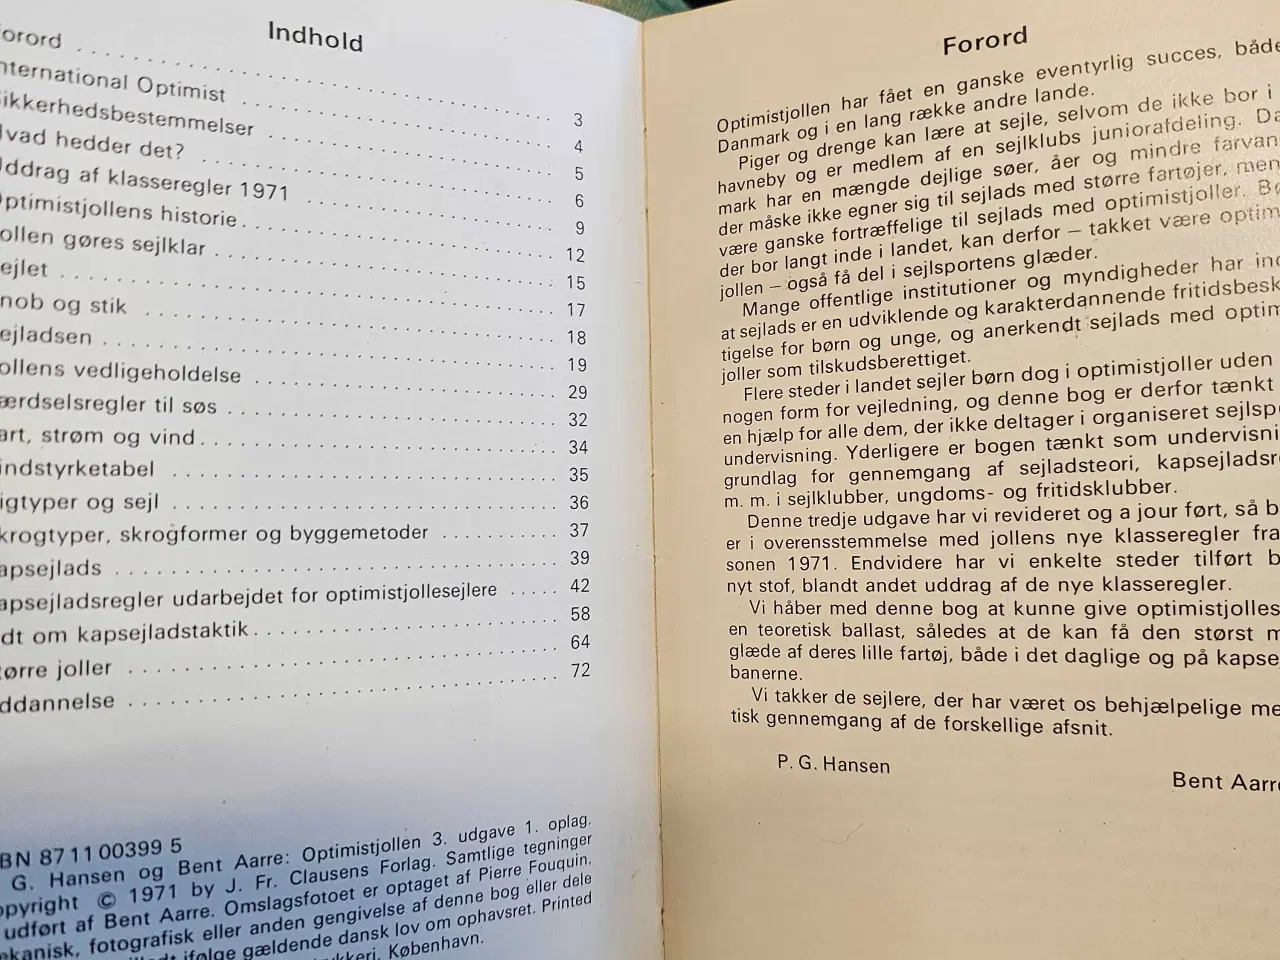 Indhold
orord
nternational Optimist
ikkerhedsbestemmelser
vad hedder det?
ddrag af klasseregler 1971
ptimistjollens historie
ollen gøres sejlklar
ejlet
nob og stik
ejladsen
ollens vedligeholdelse
ærdselsregler til søs
art, strøm og vind
indstyrketabel
igtyper og sejl
krogtyper, skrogformer og byggemetoder
apsejlads
apsejladsregler udarbejdet for optimistjollesejlere
dt om kapsejladstaktik
tørre joller
ddannelse
3
4
5
6
9
12
15
17
18
19
29
32
34
35
36
37
39
42
58
64
72
BN 87 11 00399 5
G. Hansen og Bent Aarre: Optimistjollen 3. udgave 1. oplag.
opyright © 1971 by J. Fr. Clausens Forlag. Samtlige tegninger
udført af Bent Aarre. Omslagsfotoet er optaget af Pierre Fouquin.
ekanisk, fotografisk eller anden gengivelse af denne bog eller dele
ifølge gældende dansk lov om ophavsret. Printed
København.
Forord
Optimistjollen har fået en ganske eventyrlig succes, både
Danmark og i en lang række andre lande.
Piger og drenge kan lære at sejle, selvom de ikke bor i
havneby og er medlem af en sejlklubs juniorafdeling. Da
mark har en mængde dejlige søer, åer og mindre farvan
der måske ikke egner sig til sejlads med større fartøjer, men
være ganske fortræffelige til sejlads med optimistjoller. Bø
der bor langt inde i landet, kan derfor – takket være optim
jollen – også få del i sejlsportens glæder.
Mange offentlige institutioner og myndigheder har ind
at sejlads er en udviklende og karakterdannende fritidsbesk
tigelse for børn og unge, og anerkendt sejlads med optim
joller som tilskudsberettiget.
Flere steder i landet sejler børn dog i optimistjoller uden
nogen form for vejledning, og denne bog er derfor tænkt
en hjælp for alle dem, der ikke deltager i organiseret sejlspo
undervisning. Yderligere er bogen tænkt som undervisni
grundlag for gennemgang af sejladsteori, kapsejladsre
m. m. i sejlklubber, ungdoms- og fritidsklubber.
Denne tredje udgave har vi revideret og a jour ført, så b
er i overensstemmelse med jollens nye klasseregler fra
sonen 1971. Endvidere har vi enkelte steder tilført b
nyt stof, blandt andet uddrag af de nye klasseregler.
Vi håber med denne bog at kunne give optimistjolles
en teoretisk ballast, således at de kan få den størst m
glæde af deres lille fartøj, både i det daglige og på kapse
banerne.
Vi takker de sejlere, der har været os behjælpelige me
tisk gennemgang af de forskellige afsnit.
P. G. Hansen
Bent Aarre